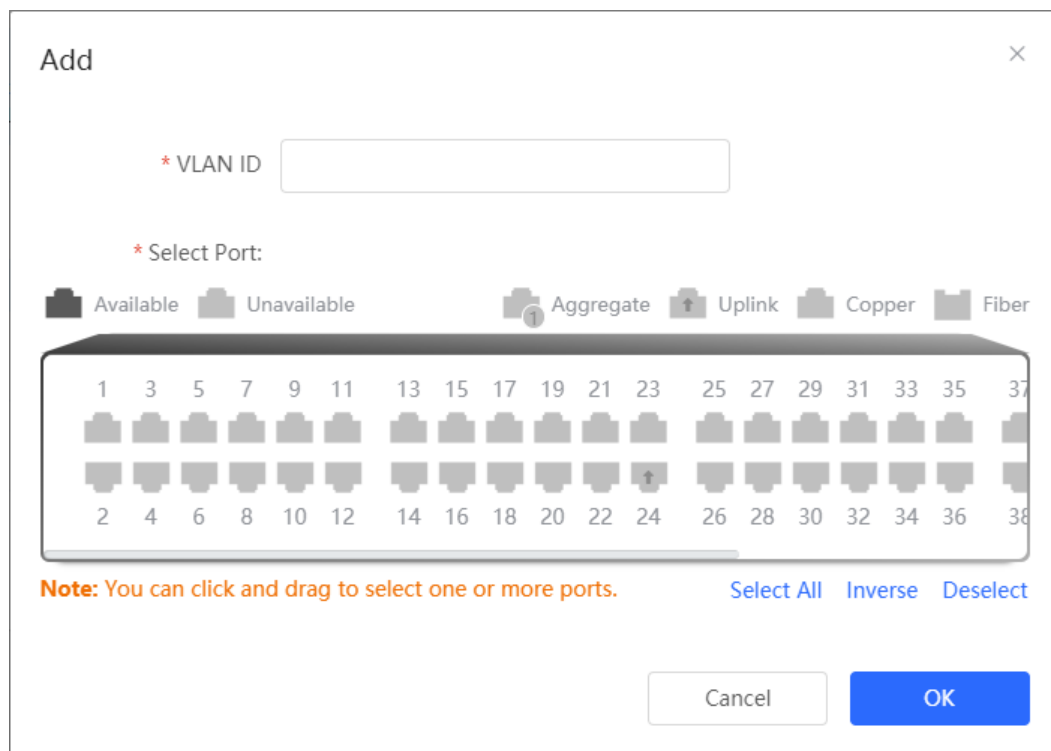 Add
* VLAN ID
* Select Port:
Available Unavailable 1 Aggregate Uplink Copper Fiber
1 3 5 7 9 11 13 15 17 19 21 23 25 27 29 31 33 35 37
2 4 6 8 10 12 14 16 18 20 22 24 26 28 30 32 34 36 38
Note: You can click and drag to select one or more ports. Select All Inverse Deselect
Cancel OK